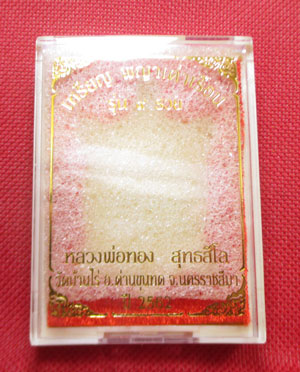 เหรียญ พญาเต่าเรือน
รุ่น ๓ รวย
หลวงพ่อทอง สุทธสีโล
วัดบ้านไร่ อ.ด่านขุนทด จ.นครราชสีมา
ปี